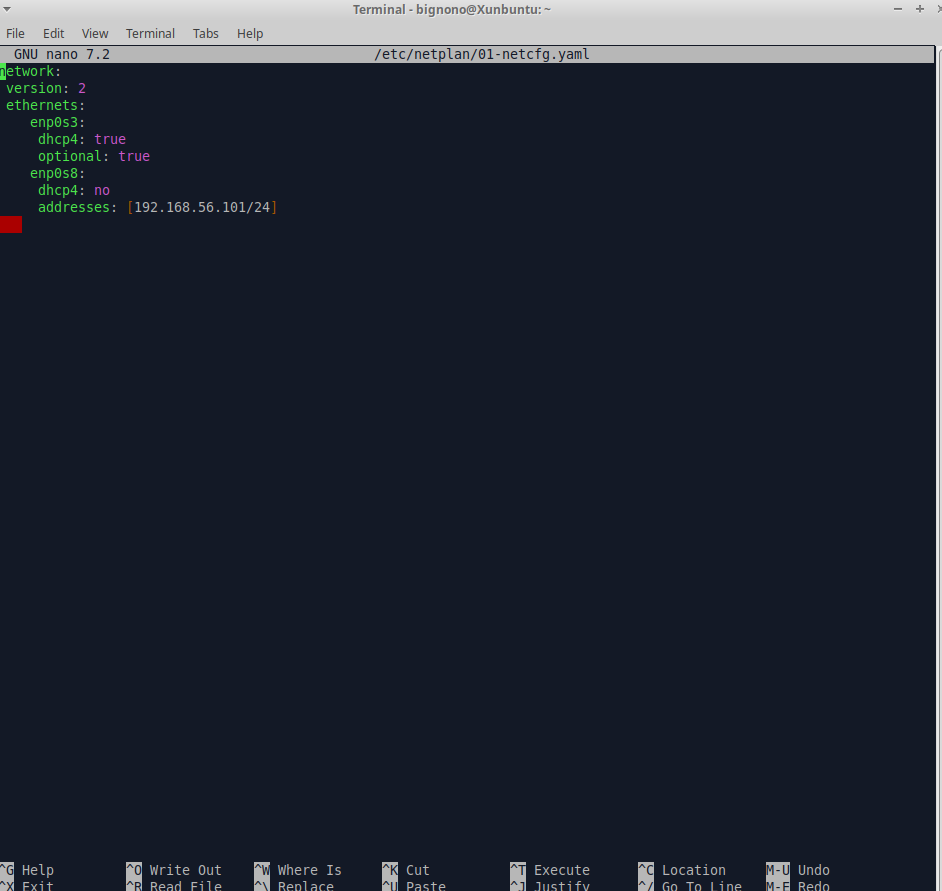 Terminal - bignono@Xunbuntu: ~
File Edit View Terminal Tabs Help
GNU nano 7.2 /etc/netplan/01-netcfg.yaml
network:
 version: 2
 ethernets:
    enp0s3:
     dhcp4: true
     optional: true
    enp0s8:
     dhcp4: no
     addresses: [192.168.56.101/24]
^G Help ^O Write Out ^W Where Is ^K Cut ^T Execute ^C Location M-U Undo
^X Exit ^R Read File ^\ Replace ^U Paste ^J Justify ^/ Go To Line M-E Redo